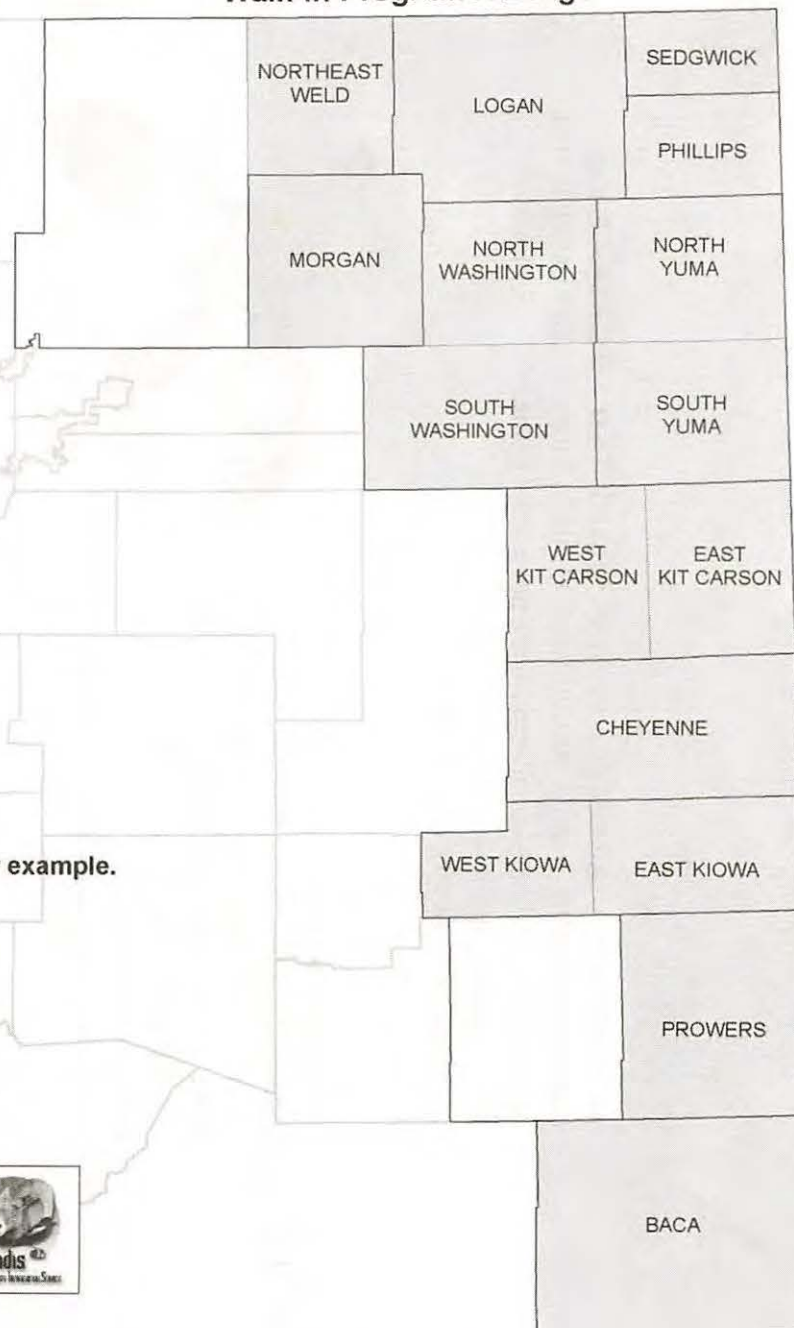 NORTHEAST
WELD
LOGAN
SEDGWICK
PHILLIPS
MORGAN
NORTH
WASHINGTON
NORTH
YUMA
SOUTH
WASHINGTON
SOUTH
YUMA
WEST
KIT CARSON
EAST
KIT CARSON
CHEYENNE
example.
WEST KIOWA
EAST KIOWA
PROWERS
BACA